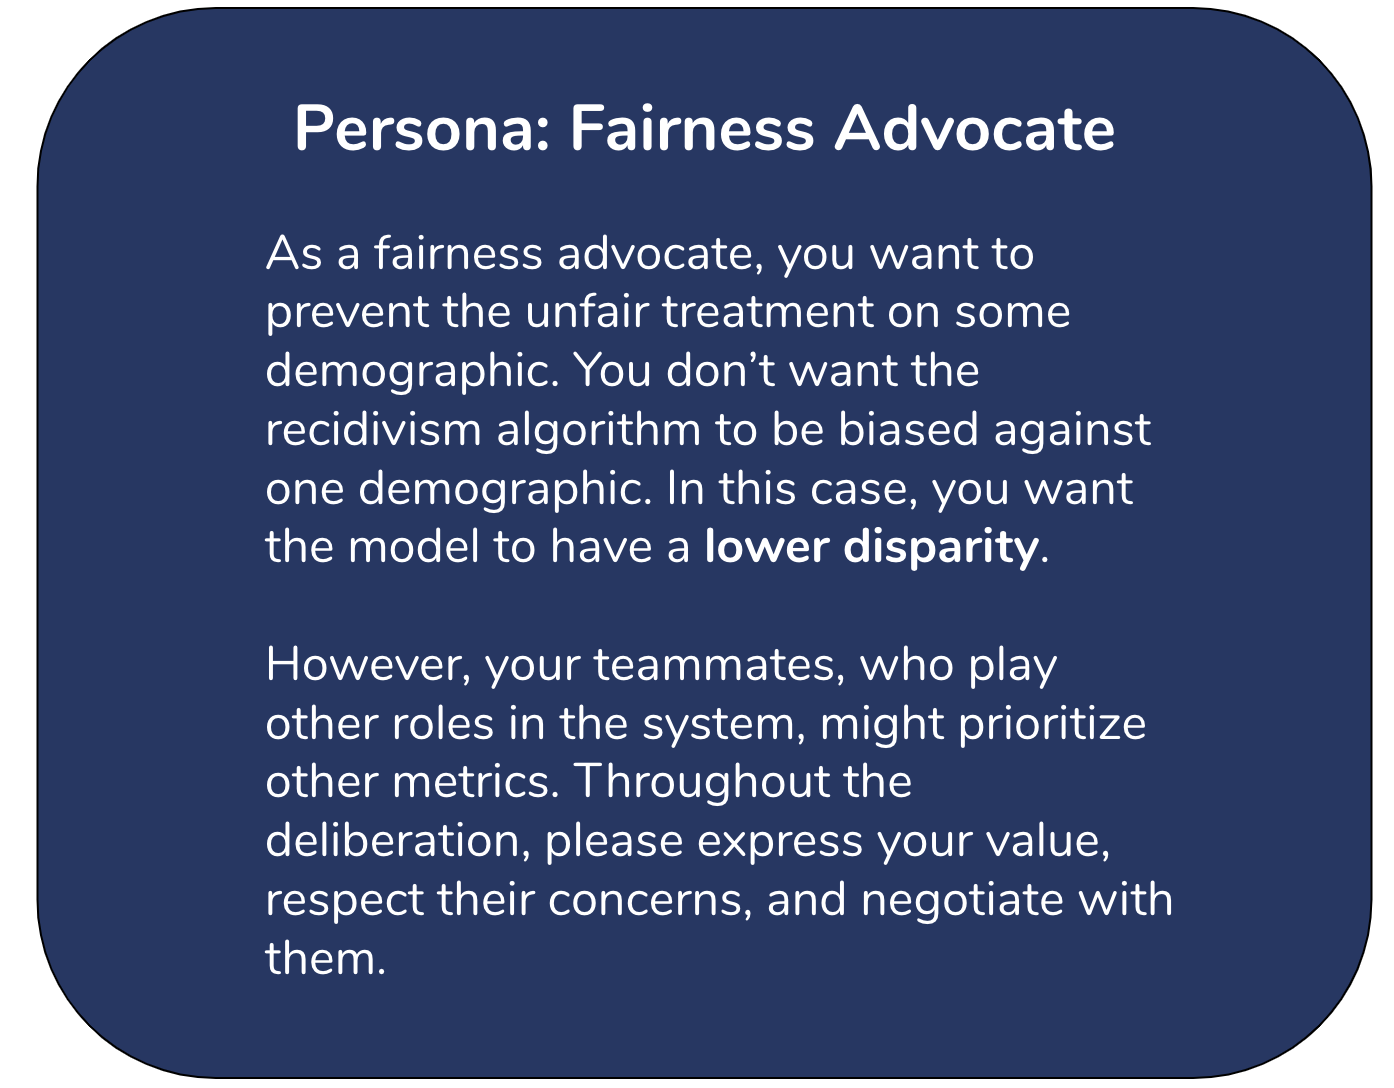 Persona: Fairness Advocate
As a fairness advocate, you want to
prevent the unfair treatment on some
demographic. You don’t want the
recidivism algorithm to be biased against
one demographic. In this case, you want
the model to have a lower disparity.
However, your teammates, who play
other roles in the system, might prioritize
other metrics. Throughout the
deliberation, please express your value,
respect their concerns, and negotiate with
them.